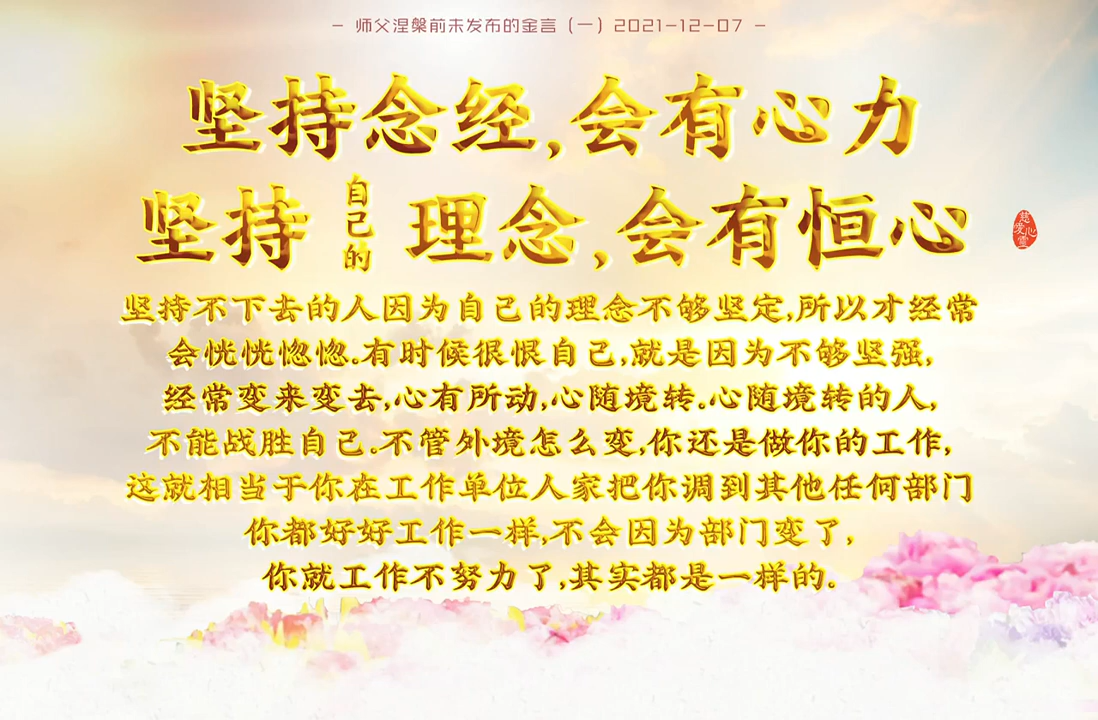 - 师父涅槃前未发布的金言（一）2021-12-07 -
坚持念经,会有心力
坚持自己的理念,会有恒心
慈爱心灵
坚持不下去的人因为自己的理念不够坚定,所以才经常
会恍恍惚惚.有时候很恨自己,就是因为不够坚强,
经常变来变去,心有所动,心随境转.心随境转的人,
不能战胜自己.不管外境怎么变,你还是做你的工作,
这就相当于你在工作单位人家把你调到其他任何部门
你都好好工作一样,不会因为部门变了,
你就工作不努力了,其实都是一样的.